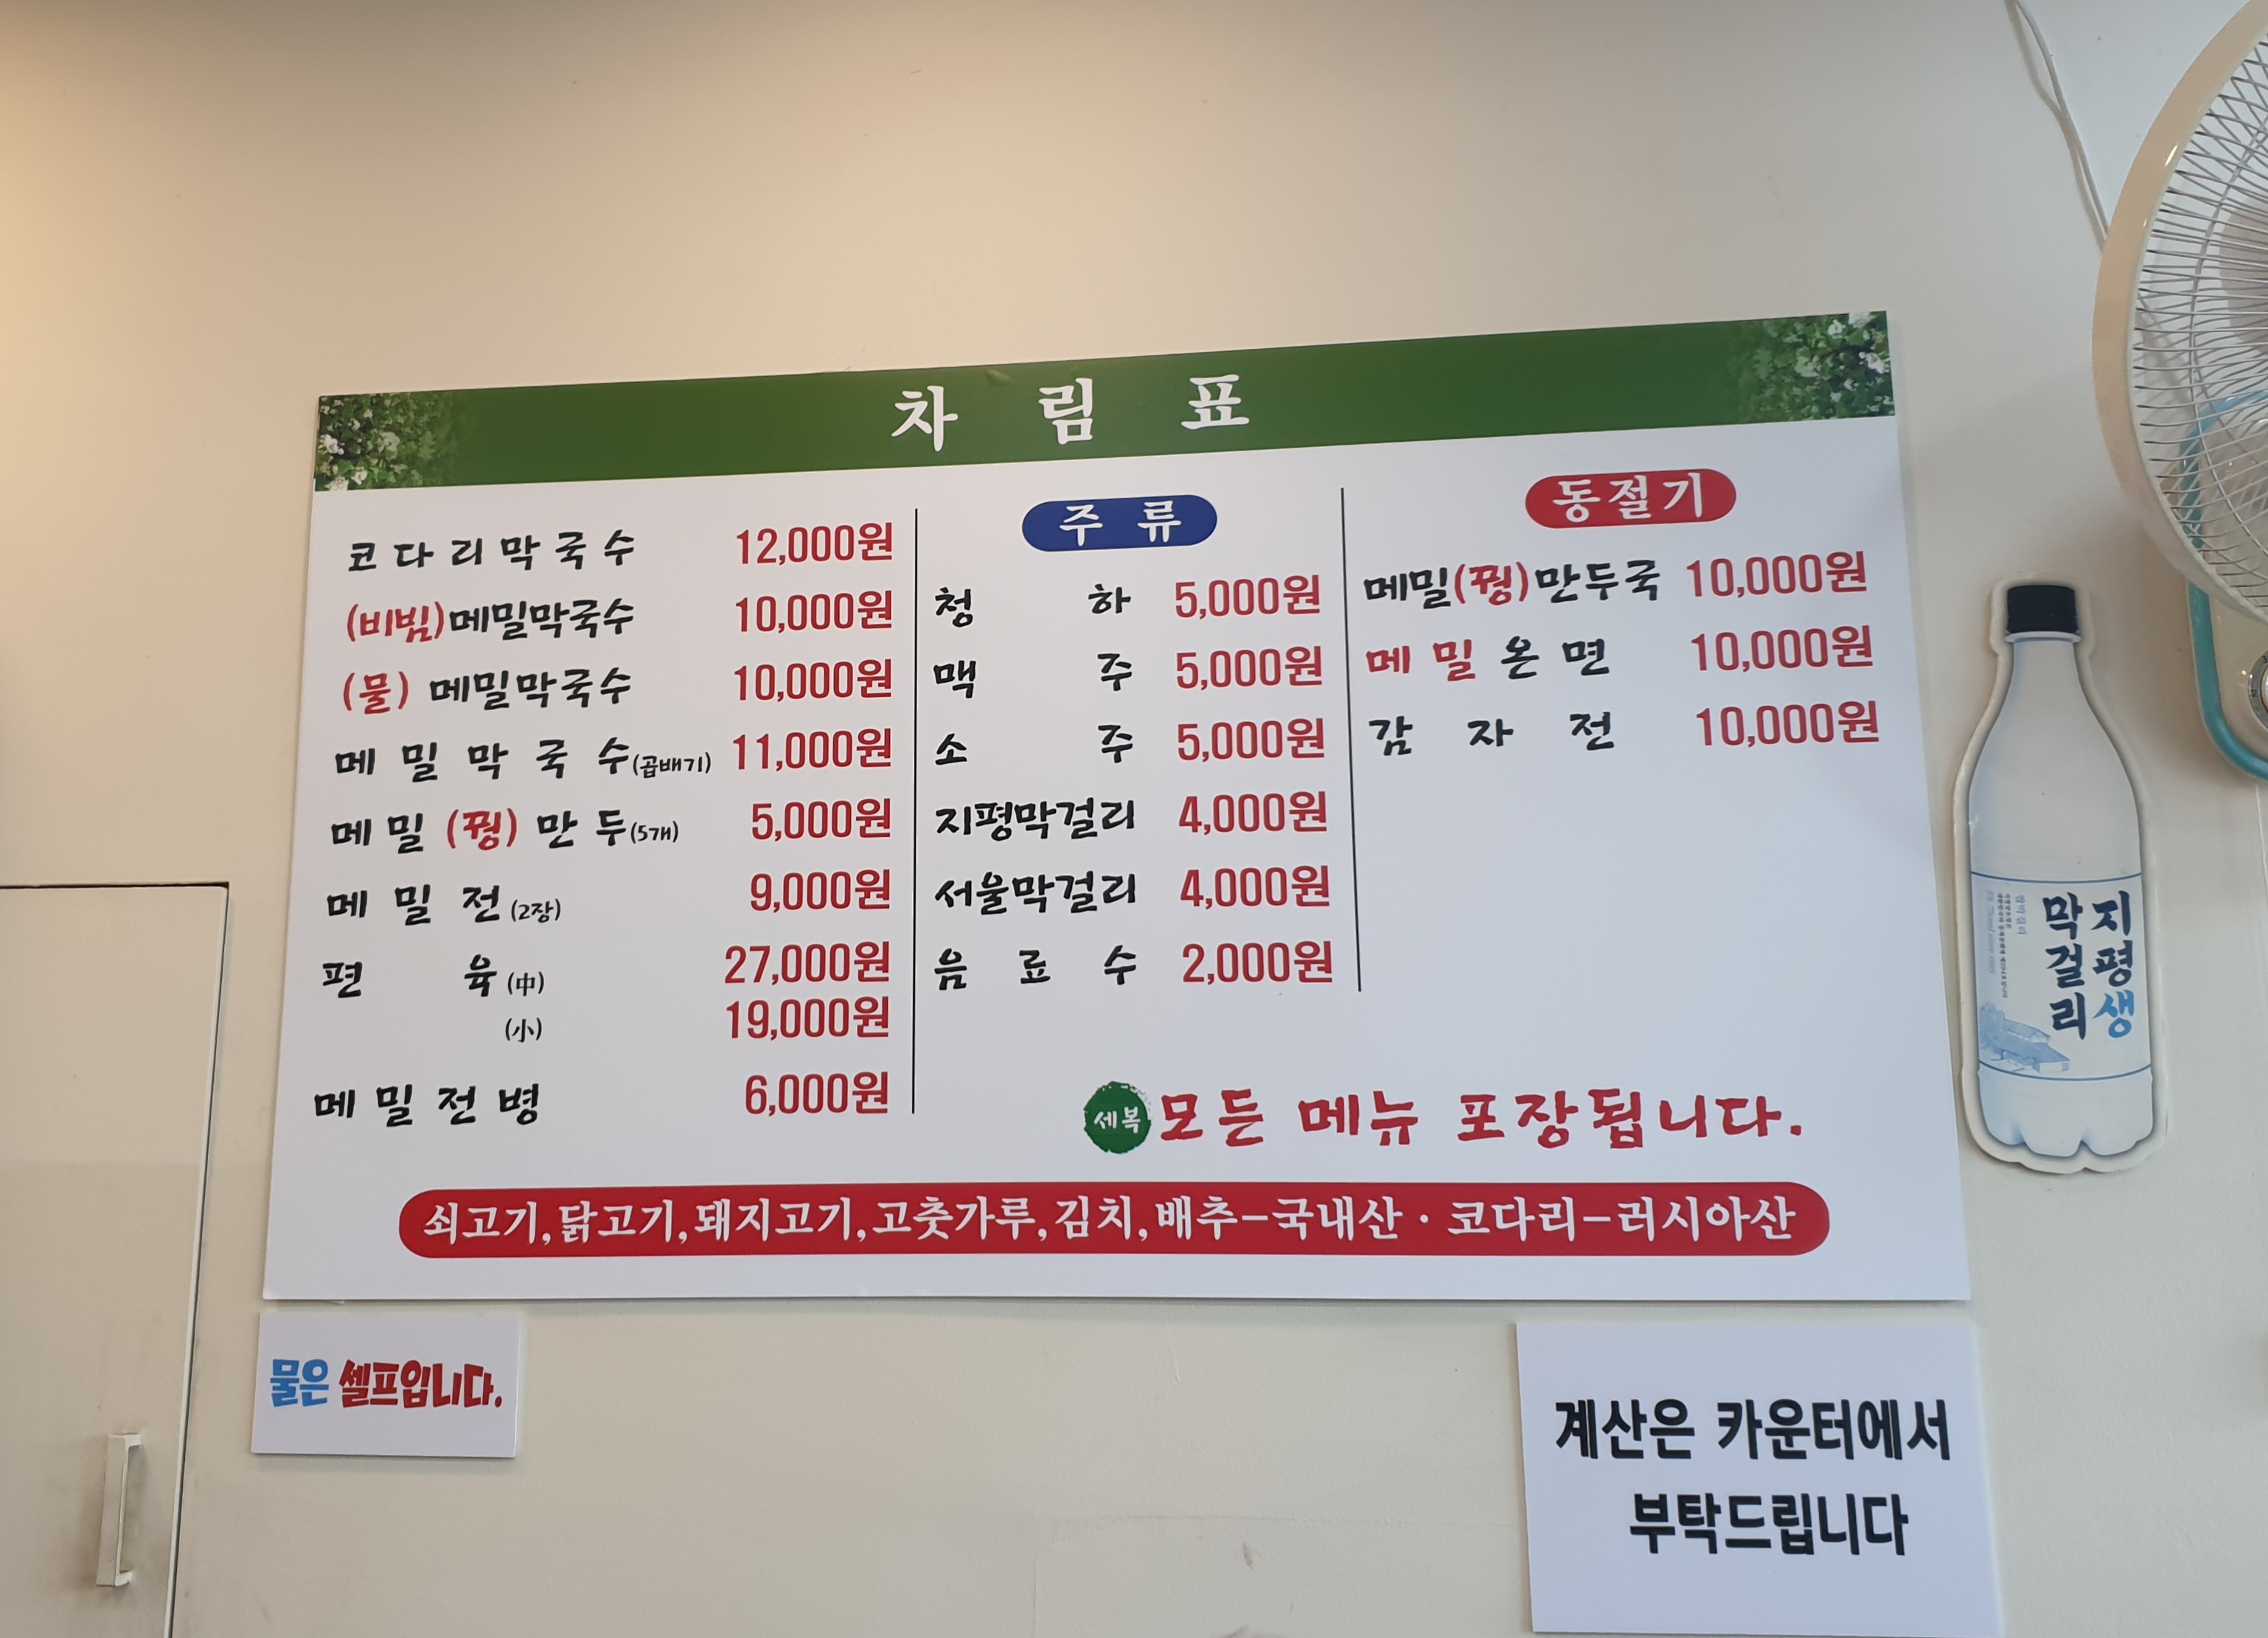 차림표
코다리막국수 12,000원
(비빔)메밀막국수 10,000원
(물) 메밀막국수 10,000원
메밀막국수(곱배기) 11,000원
메밀(꿩)만두(5개) 5,000원
메밀전(2장) 9,000원
편육(中) 27,000원
(小) 19,000원
메밀전병 6,000원
주류
청하 5,000원
맥주 5,000원
소주 5,000원
지평막걸리 4,000원
서울막걸리 4,000원
음료수 2,000원
동절기
메밀(꿩)만두국 10,000원
메밀온면 10,000원
감자전 10,000원
세복 모든 메뉴 포장됩니다.
쇠고기,닭고기,돼지고기,고춧가루,김치,배추-국내산 · 코다리-러시아산
지평생
막걸리
물은 셀프입니다.
계산은 카운터에서
부탁드립니다